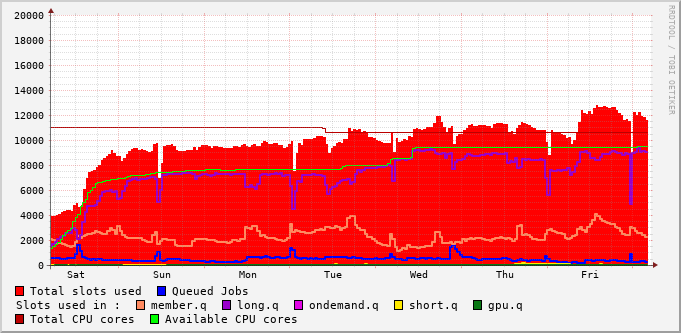 20000
18000
16000
14000
12000
10000
8000
6000
4000
2000
0
Sat Sun Mon Tue Wed Thu Fri
Total slots used Queued Jobs
Slots used in : member.q long.q ondemand.q short.q gpu.q
Total CPU cores Available CPU cores
RRDTOOL / TOBI OETIKER